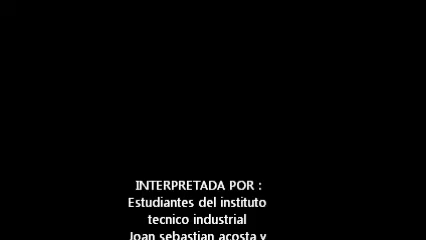 INTERPRETADA POR :
Estudiantes del instituto
tecnico industrial
Joan sebastian acosta y